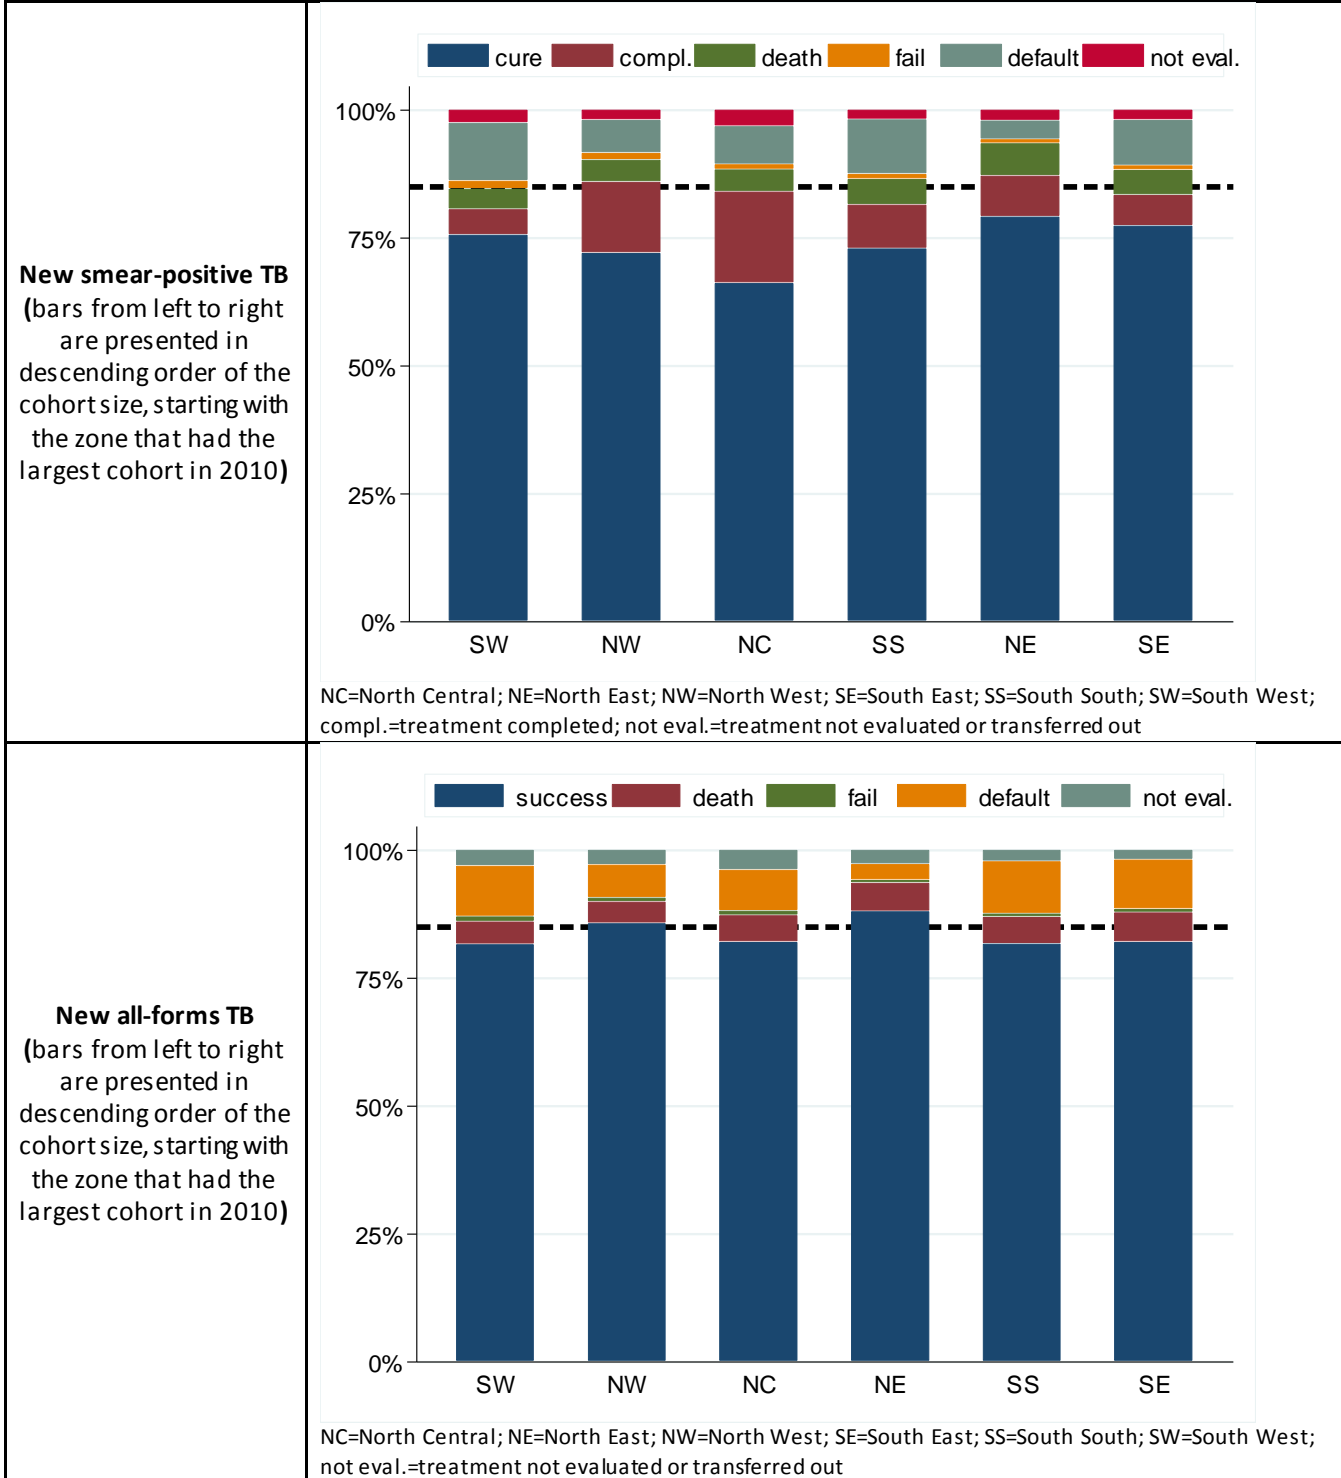 cure compl. death fail default not eval.
100%
75%
50%
25%
0%
SW NW NC SS NE SE
New smear-positive TB
(bars from left to right
are presented in
descending order of the
cohort size, starting with
the zone that had the
largest cohort in 2010)
NC=North Central; NE=North East; NW=North West; SE=South East; SS=South South; SW=South West;
compl.=treatment completed; not eval.=treatment not evaluated or transferred out
success death fail default not eval.
100%
75%
50%
25%
0%
SW NW NC NE SS SE
New all-forms TB
(bars from left to right
are presented in
descending order of the
cohort size, starting with
the zone that had the
largest cohort in 2010)
NC=North Central; NE=North East; NW=North West; SE=South East; SS=South South; SW=South West;
not eval.=treatment not evaluated or transferred out